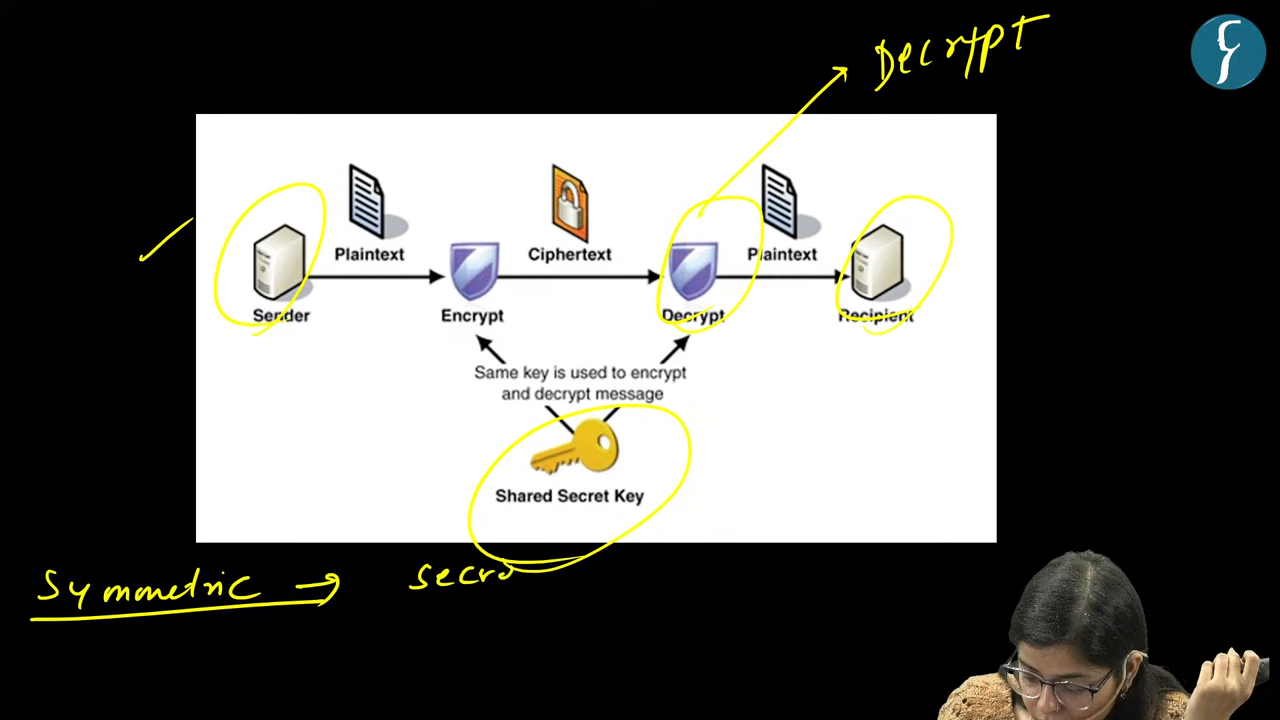 Decrypt
Plaintext
Ciphertext
Plaintext
Sender
Encrypt
Decrypt
Recipient
Same key is used to encrypt
and decrypt message
Shared Secret Key
Symmetric → secre